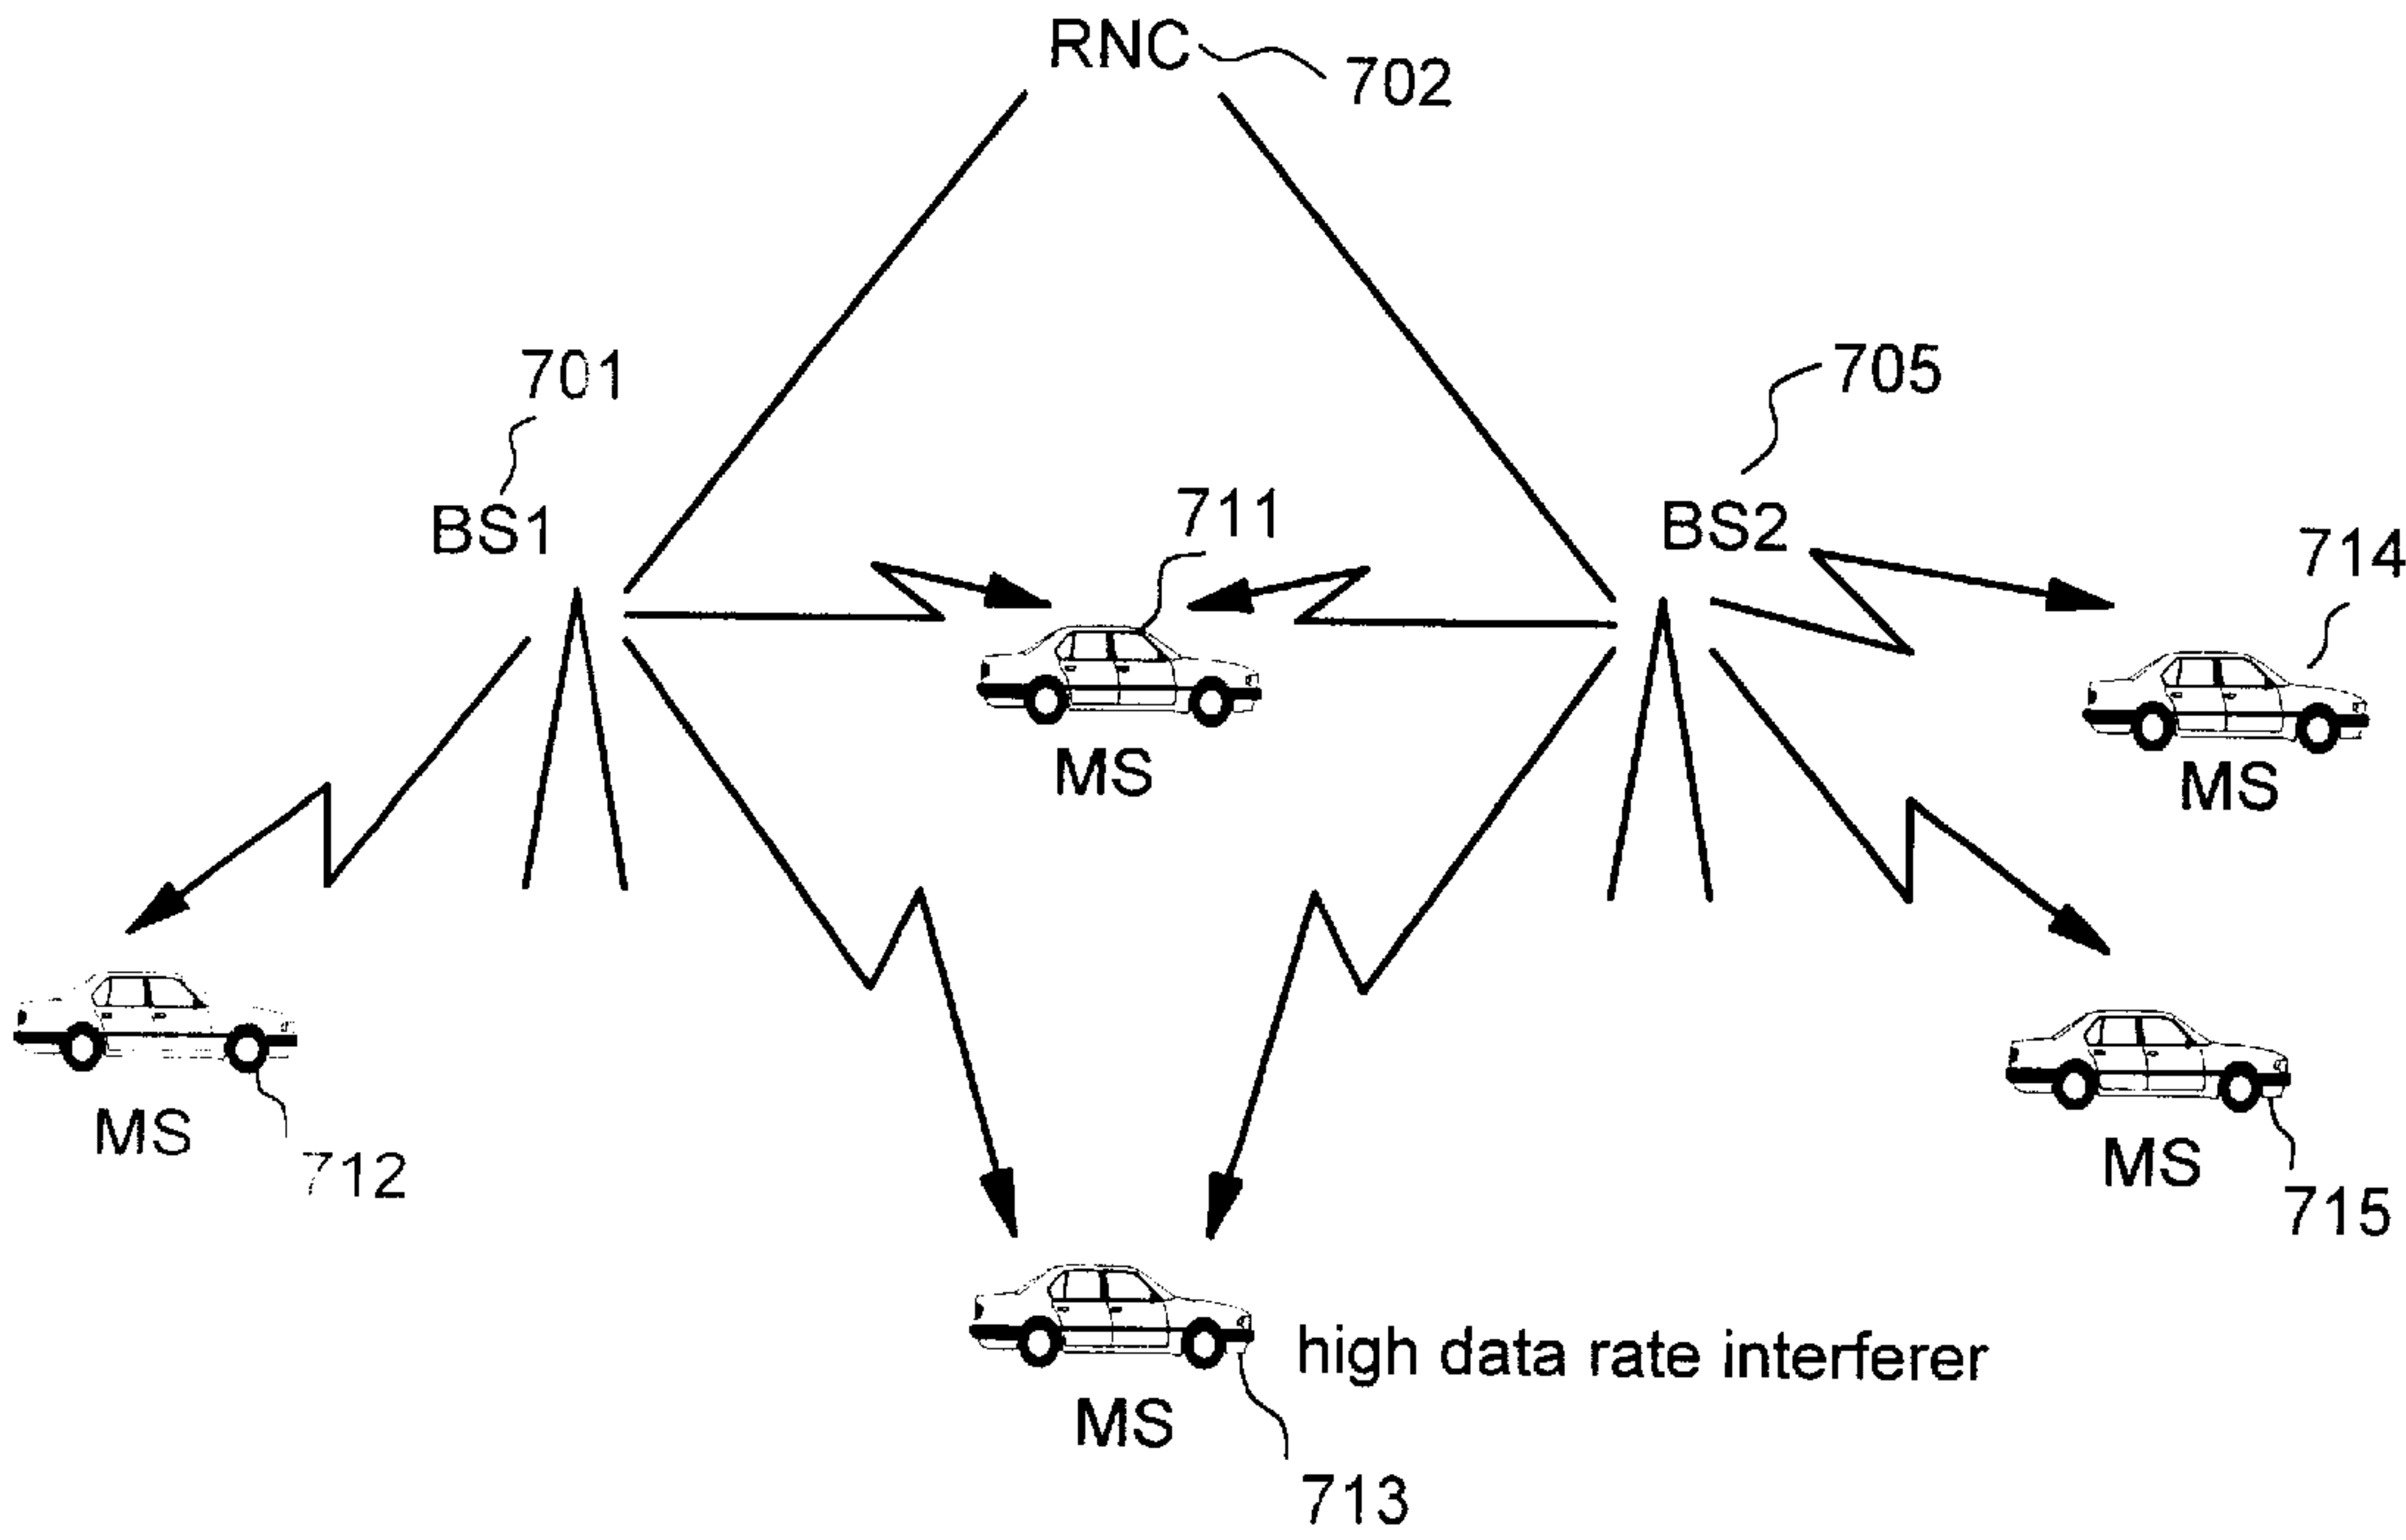 RNC
702
701
705
BS1
711
BS2
714
MS
MS
MS
712
MS
715
high data rate interferer
MS
713